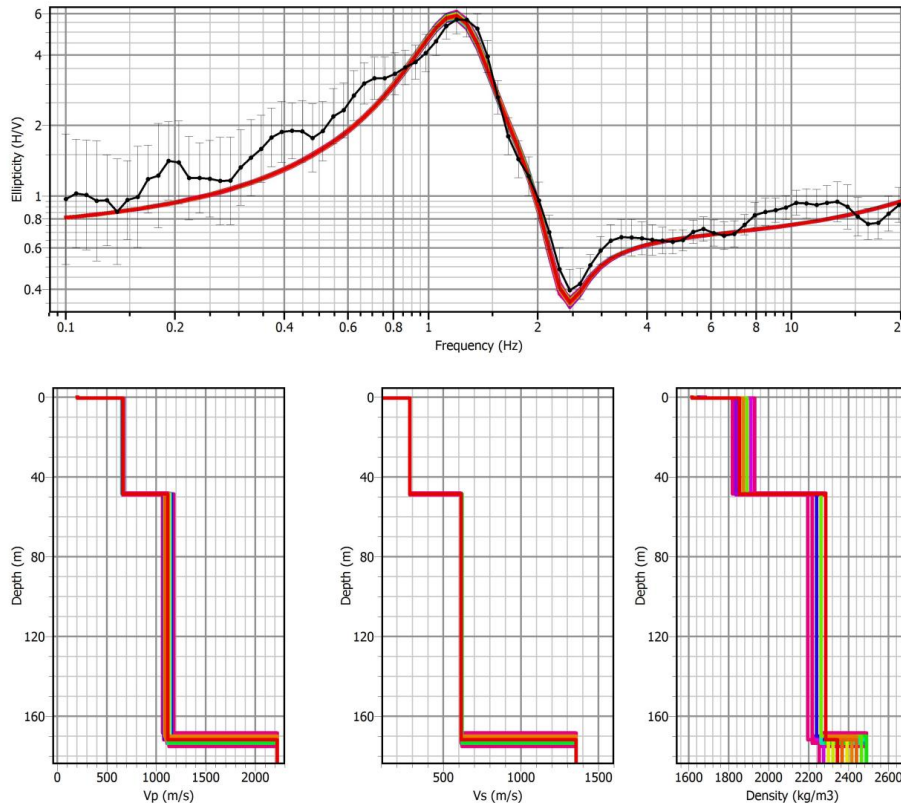 6
4
2
1
0.8
0.6
0.4
Ellipticity (H/V)
0.1 0.2 0.4 0.6 0.8 1 2 4 6 8 10
Frequency (Hz)
0
40
80
120
160
Depth (m)
0 500 1000 1500 2000
Vp (m/s)
0
40
80
120
160
Depth (m)
500 1000 1500
Vs (m/s)
0
40
80
120
160
Depth (m)
1600 1800 2000 2200 2400
Density (kg/m3)